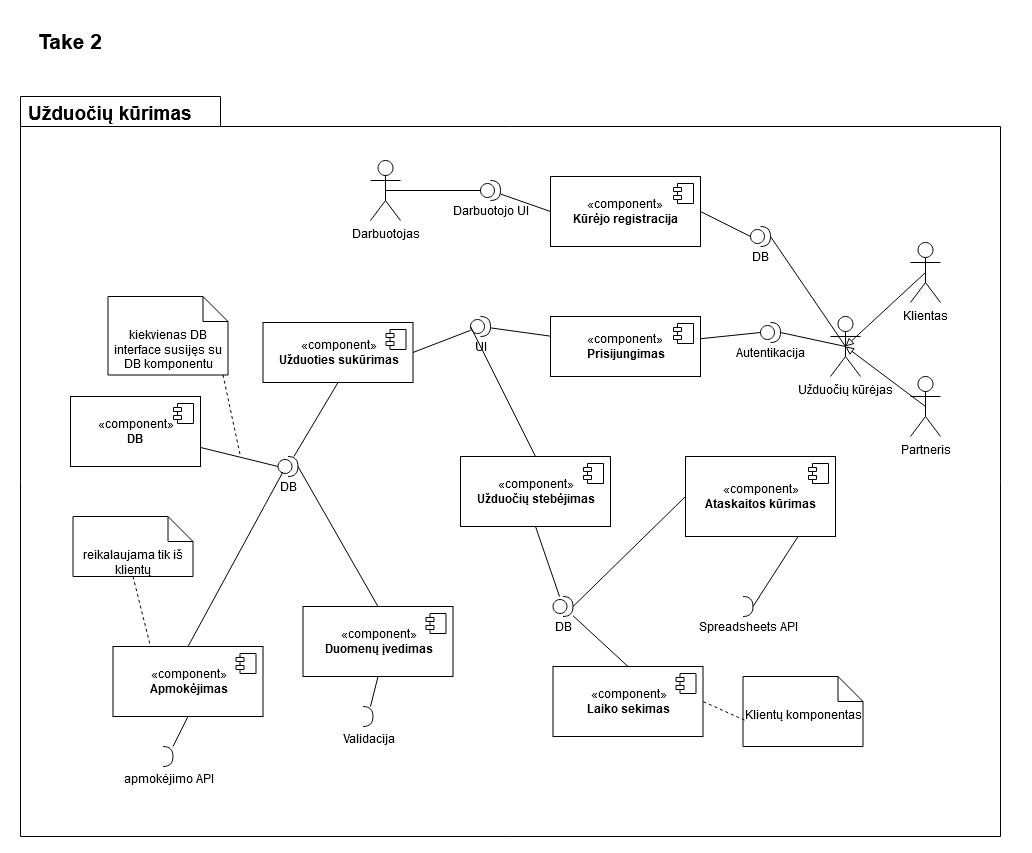 Take 2
Užduočių kūrimas
Darbuotojas
Darbuotojo UI
«component»
Kūrėjo registracija
DB
Klientas
kiekvienas DB
interface susijęs su
DB komponentu
«component»
Užduoties sukūrimas
UI
«component»
Prisijungimas
Autentikacija
Užduočių kūrėjas
Partneris
«component»
DB
DB
«component»
Užduočių stebėjimas
«component»
Ataskaitos kūrimas
reikalaujama tik iš
klientų
«component»
Duomenų įvedimas
DB
Spreadsheets API
«component»
Apmokėjimas
«component»
Laiko sekimas
Klientų komponentas
Validacija
apmokėjimo API